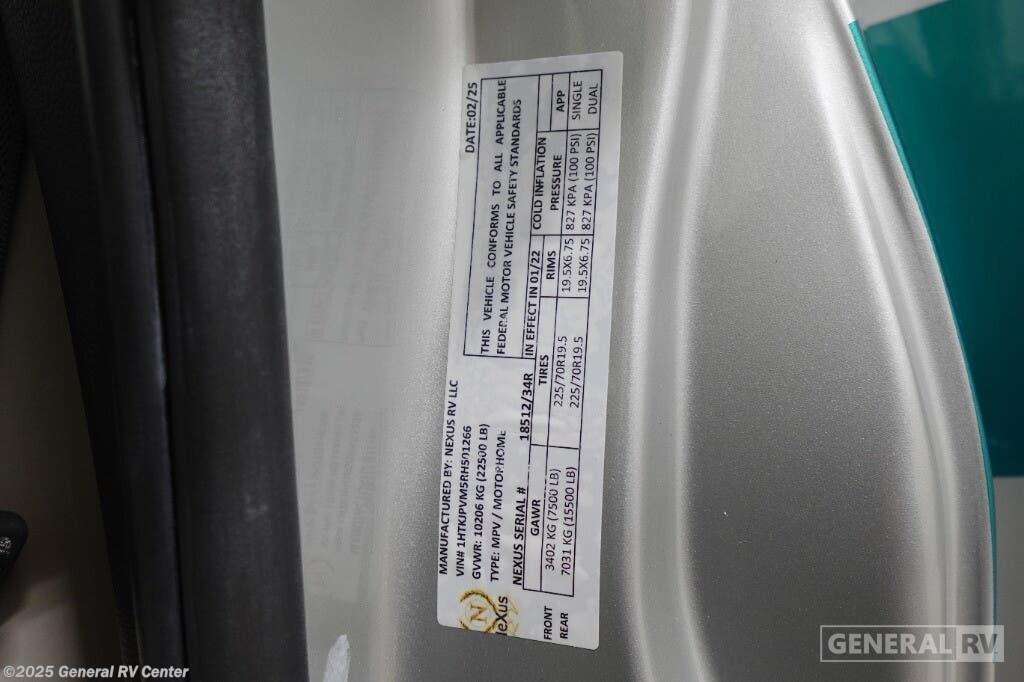 MANUFACTURED BY: NEXUS RV LLC
DATE:02/25
VIN# 1HTKJPVM5RH501266
GVWR: 10206 KG (22500 LB)
TYPE: MPV / MOTOPHOME
THIS VEHICLE CONFORMS TO ALL APPLICABLE
FEDERAL MOTOR VEHICLE SAFETY STANDARDS
NEXUS SERIAL # 18512/34R IN EFFECT IN 01/22
GAWR TIRES RIMS COLD INFLATION PRESSURE APP
FRONT 3402 KG (7500 LB) 225/70R19.5 19.5X6.75 827 KPA (100 PSI) SINGLE
REAR 7031 KG (15500 LB) 225/70R19.5 19.5X6.75 827 KPA (100 PSI) DUAL
N
neXus
RV
GENERAL RV
©2025 General RV Center